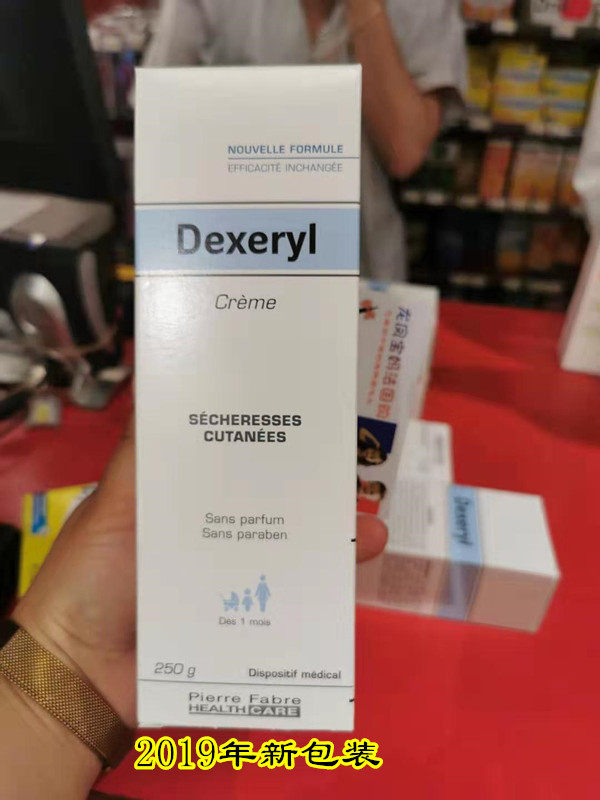 NOUVELLE FORMULE
EFFICACITÉ INCHANGÉE
Dexeryl
Crème
SÉCHERESSES
CUTANÉES
Sans parfum
Sans paraben
Dès 1 mois
250 g
Dispositif médical
Pierre Fabre
HEALTH CARE
Dexeryl
2019年新包装